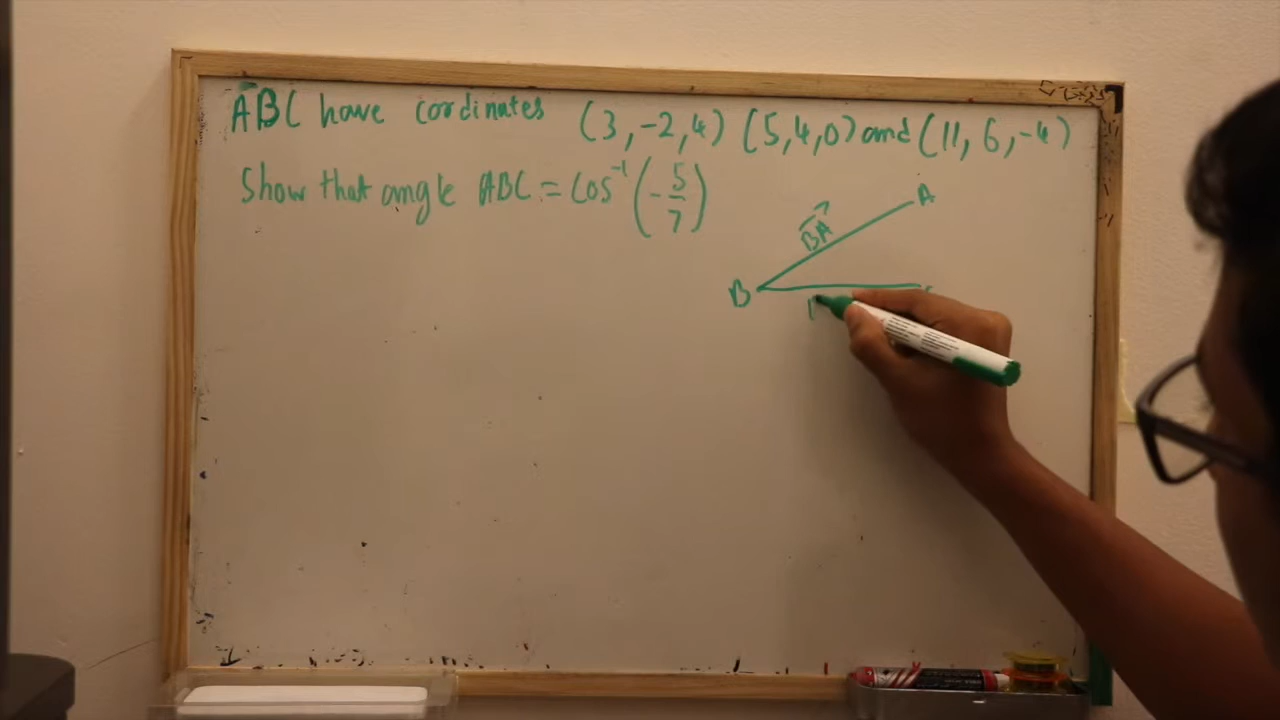 ABC have cordinates (3,-2,4) (5,4,0) and (11, 6, -4)
Show that angle ABC = Cos⁻¹ (-5/7)
A
BA
B